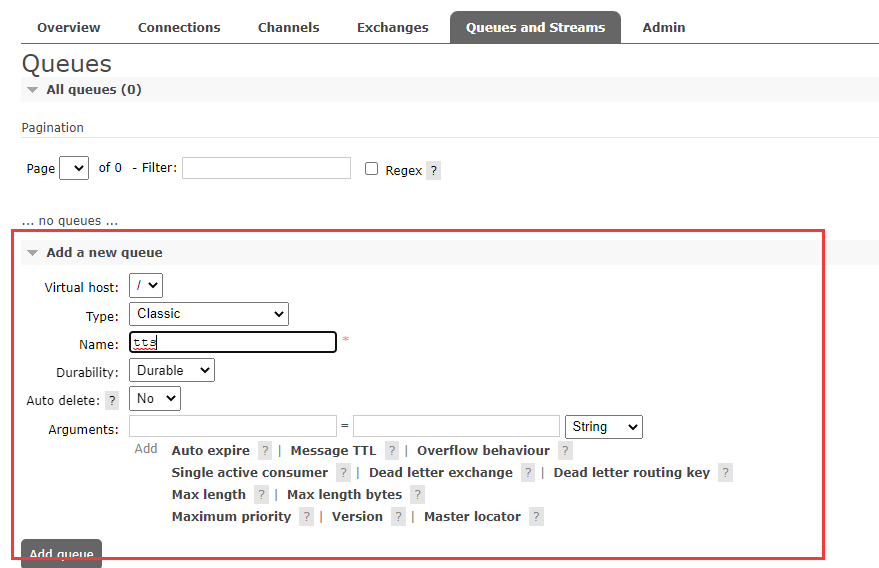 Overview Connections Channels Exchanges Queues and Streams Admin
Queues
All queues (0)
Pagination
Page of 0 - Filter: Regex ?
... no queues ...
Add a new queue
Virtual host: /
Type: Classic
Name: tts *
Durability: Durable
Auto delete: ? No
Arguments: = String
Add Auto expire ? | Message TTL ? | Overflow behaviour ?
Single active consumer ? | Dead letter exchange ? | Dead letter routing key ?
Max length ? | Max length bytes ?
Maximum priority ? | Version ? | Master locator ?
Add queue